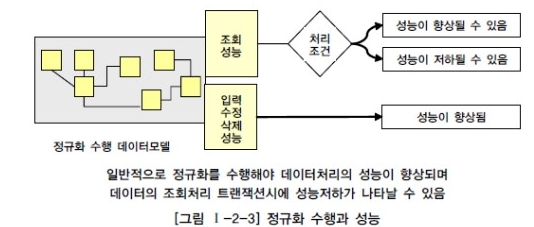 조회
성능
처리
조건
성능이 향상될 수 있음
성능이 저하될 수 있음
입력
수정
삭제
성능
성능이 향상됨
정규화 수행 데이터모델
일반적으로 정규화를 수행해야 데이터처리의 성능이 향상되며
데이터의 조회처리 트랜잭션시에 성능저하가 나타날 수 있음
[그림 Ⅰ-2-3] 정규화 수행과 성능